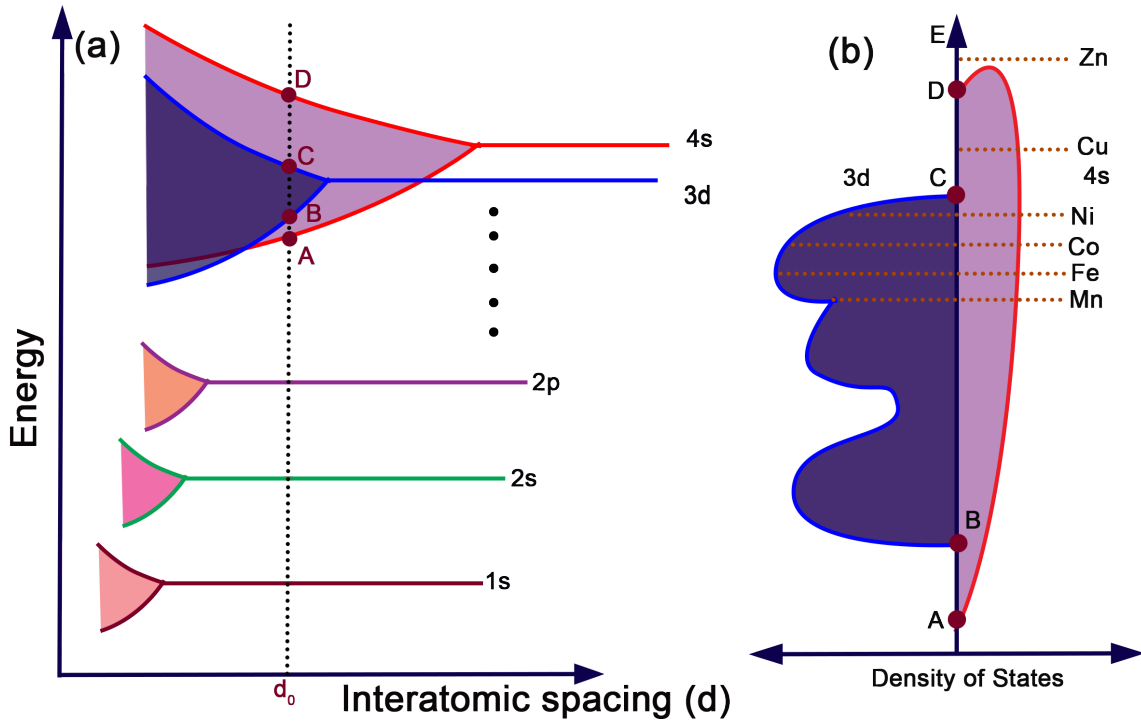 (a)
D
C
B
A
4s
3d
2p
2s
1s
Energy
d₀
Interatomic spacing (d)
(b)
E
Zn
D
Cu
C
3d
4s
Ni
Co
Fe
Mn
B
A
Density of States